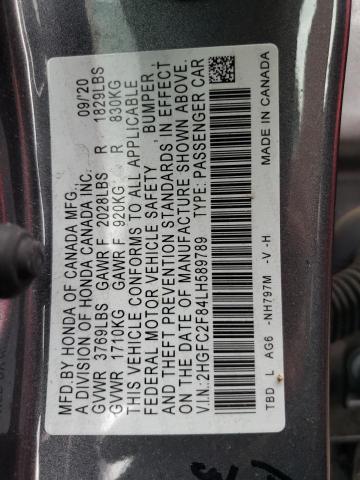 MFD. BY HONDA OF CANADA MFG., 09/20
A DIVISION OF HONDA CANADA INC.
GVWR 3769LBS GAWR F 2028LBS R 1829LBS
GVWR 1710KG GAWR F 920KG R 830KG
THIS VEHICLE CONFORMS TO ALL APPLICABLE
FEDERAL MOTOR VEHICLE SAFETY, BUMPER,
AND THEFT PREVENTION STANDARDS IN EFFECT
ON THE DATE OF MANUFACTURE SHOWN ABOVE.
V.I.N.: 2HGFC2F84LH589789 TYPE: PASSENGER CAR
TBD L AG6 -NH797M -V -H MADE IN CANADA